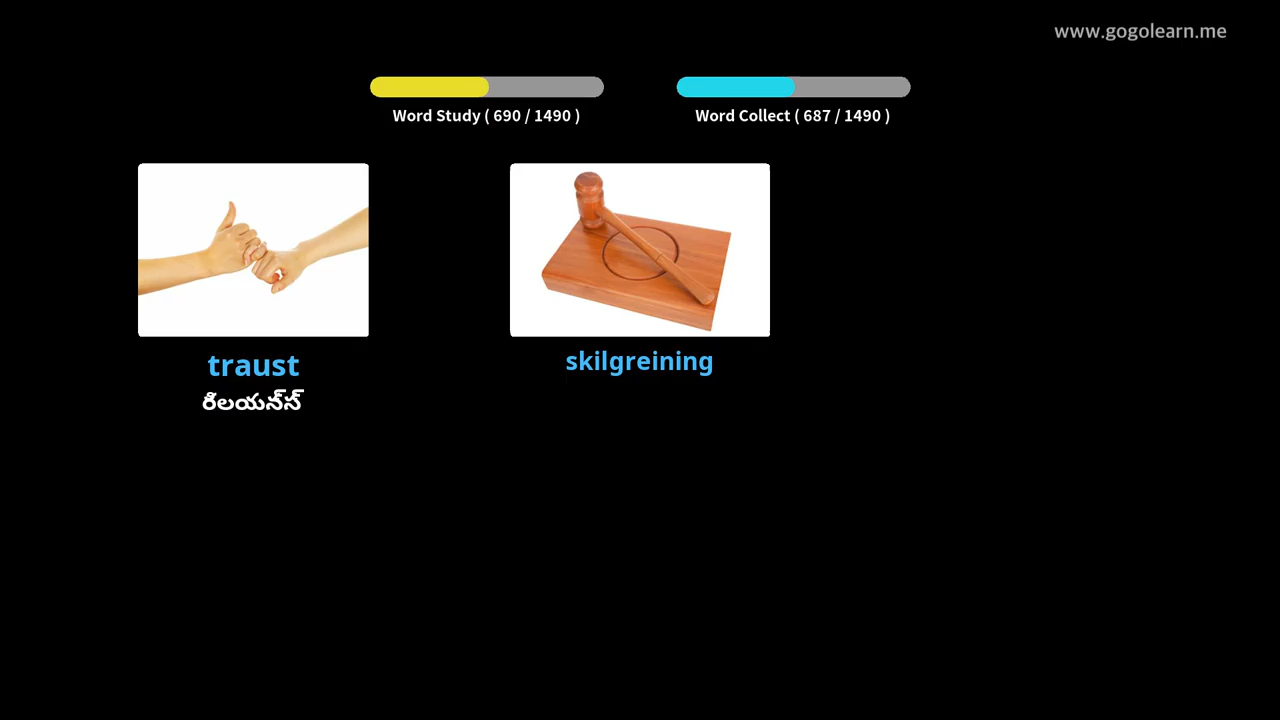 www.gogolearn.me
Word Study ( 690 / 1490 )
Word Collect ( 687 / 1490 )
traust
రిలయన్స్
skilgreining